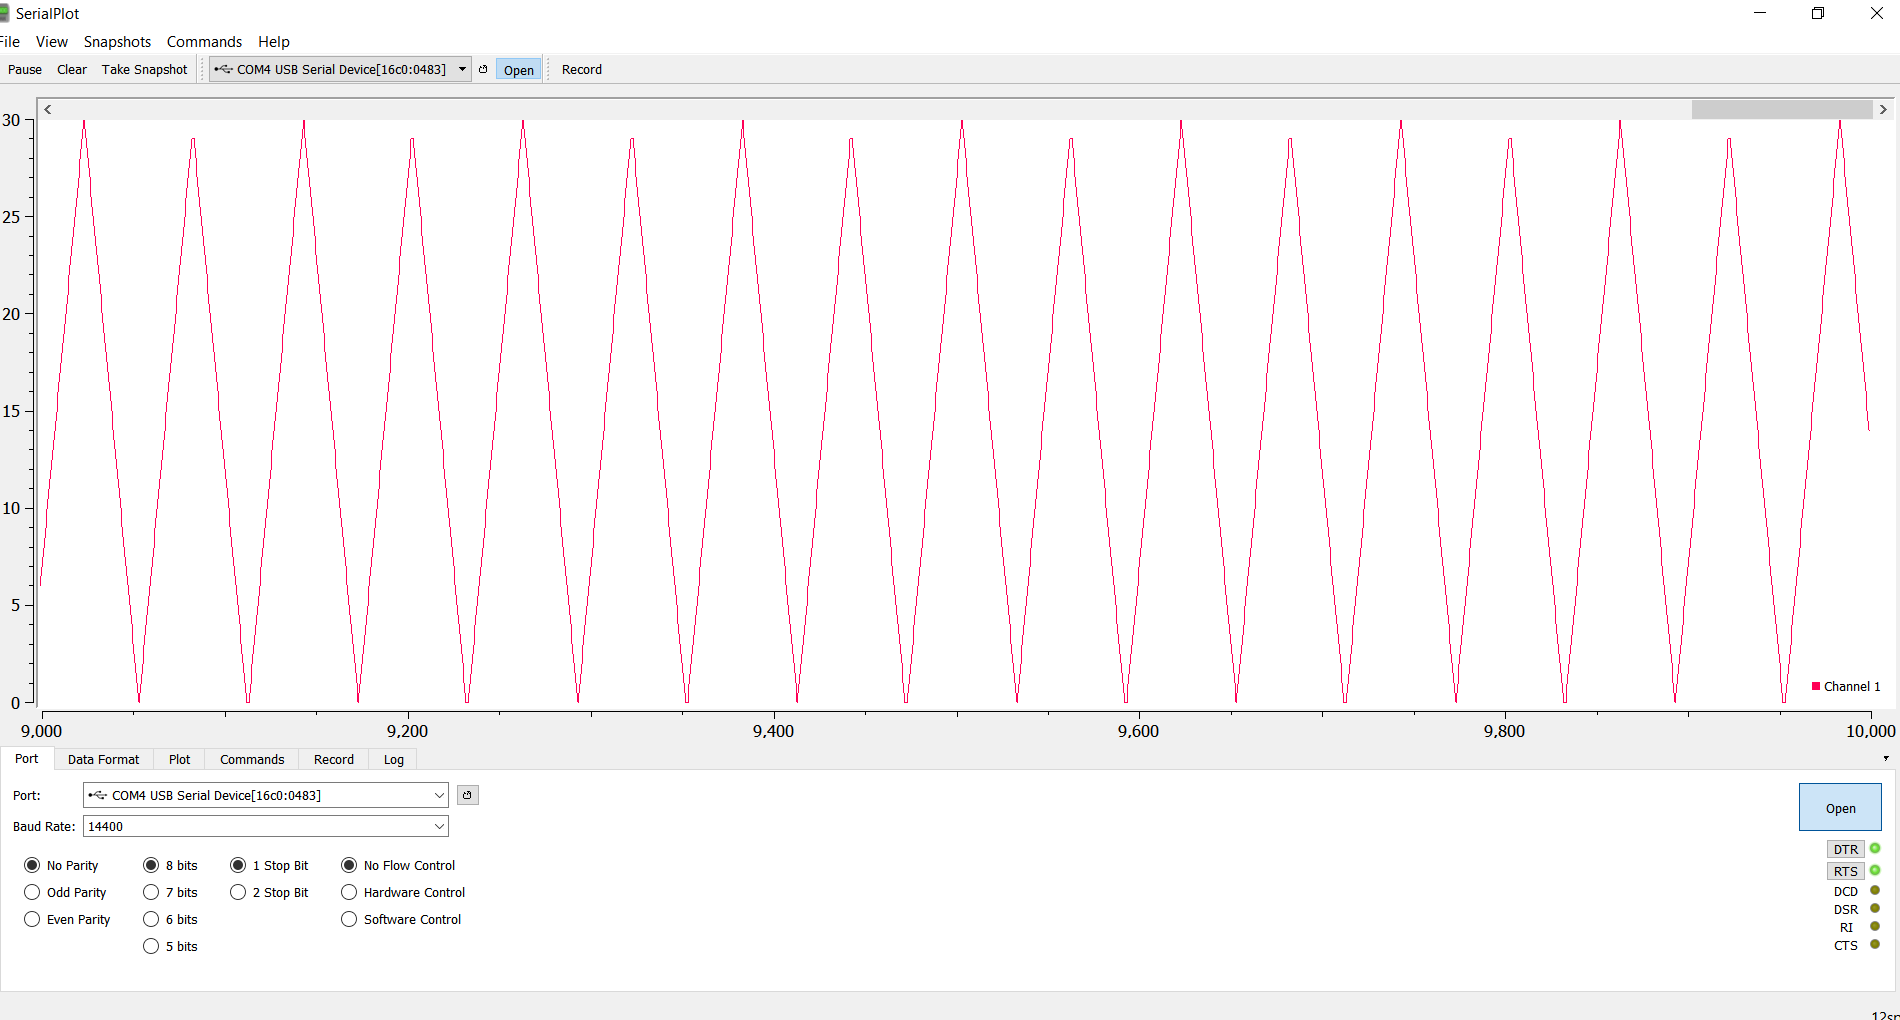 SerialPlot
File View Snapshots Commands Help
Pause Clear Take Snapshot COM4 USB Serial Device[16c0:0483] Open Record
30
25
20
15
10
5
0
Channel 1
9,000 9,200 9,400 9,600 9,800 10,000
Port Data Format Plot Commands Record Log
Port: COM4 USB Serial Device[16c0:0483]
Open
Baud Rate: 14400
No Parity 8 bits 1 Stop Bit No Flow Control
Odd Parity 7 bits 2 Stop Bit Hardware Control
Even Parity 6 bits Software Control
5 bits
DTR
RTS
DCD
DSR
RI
CTS